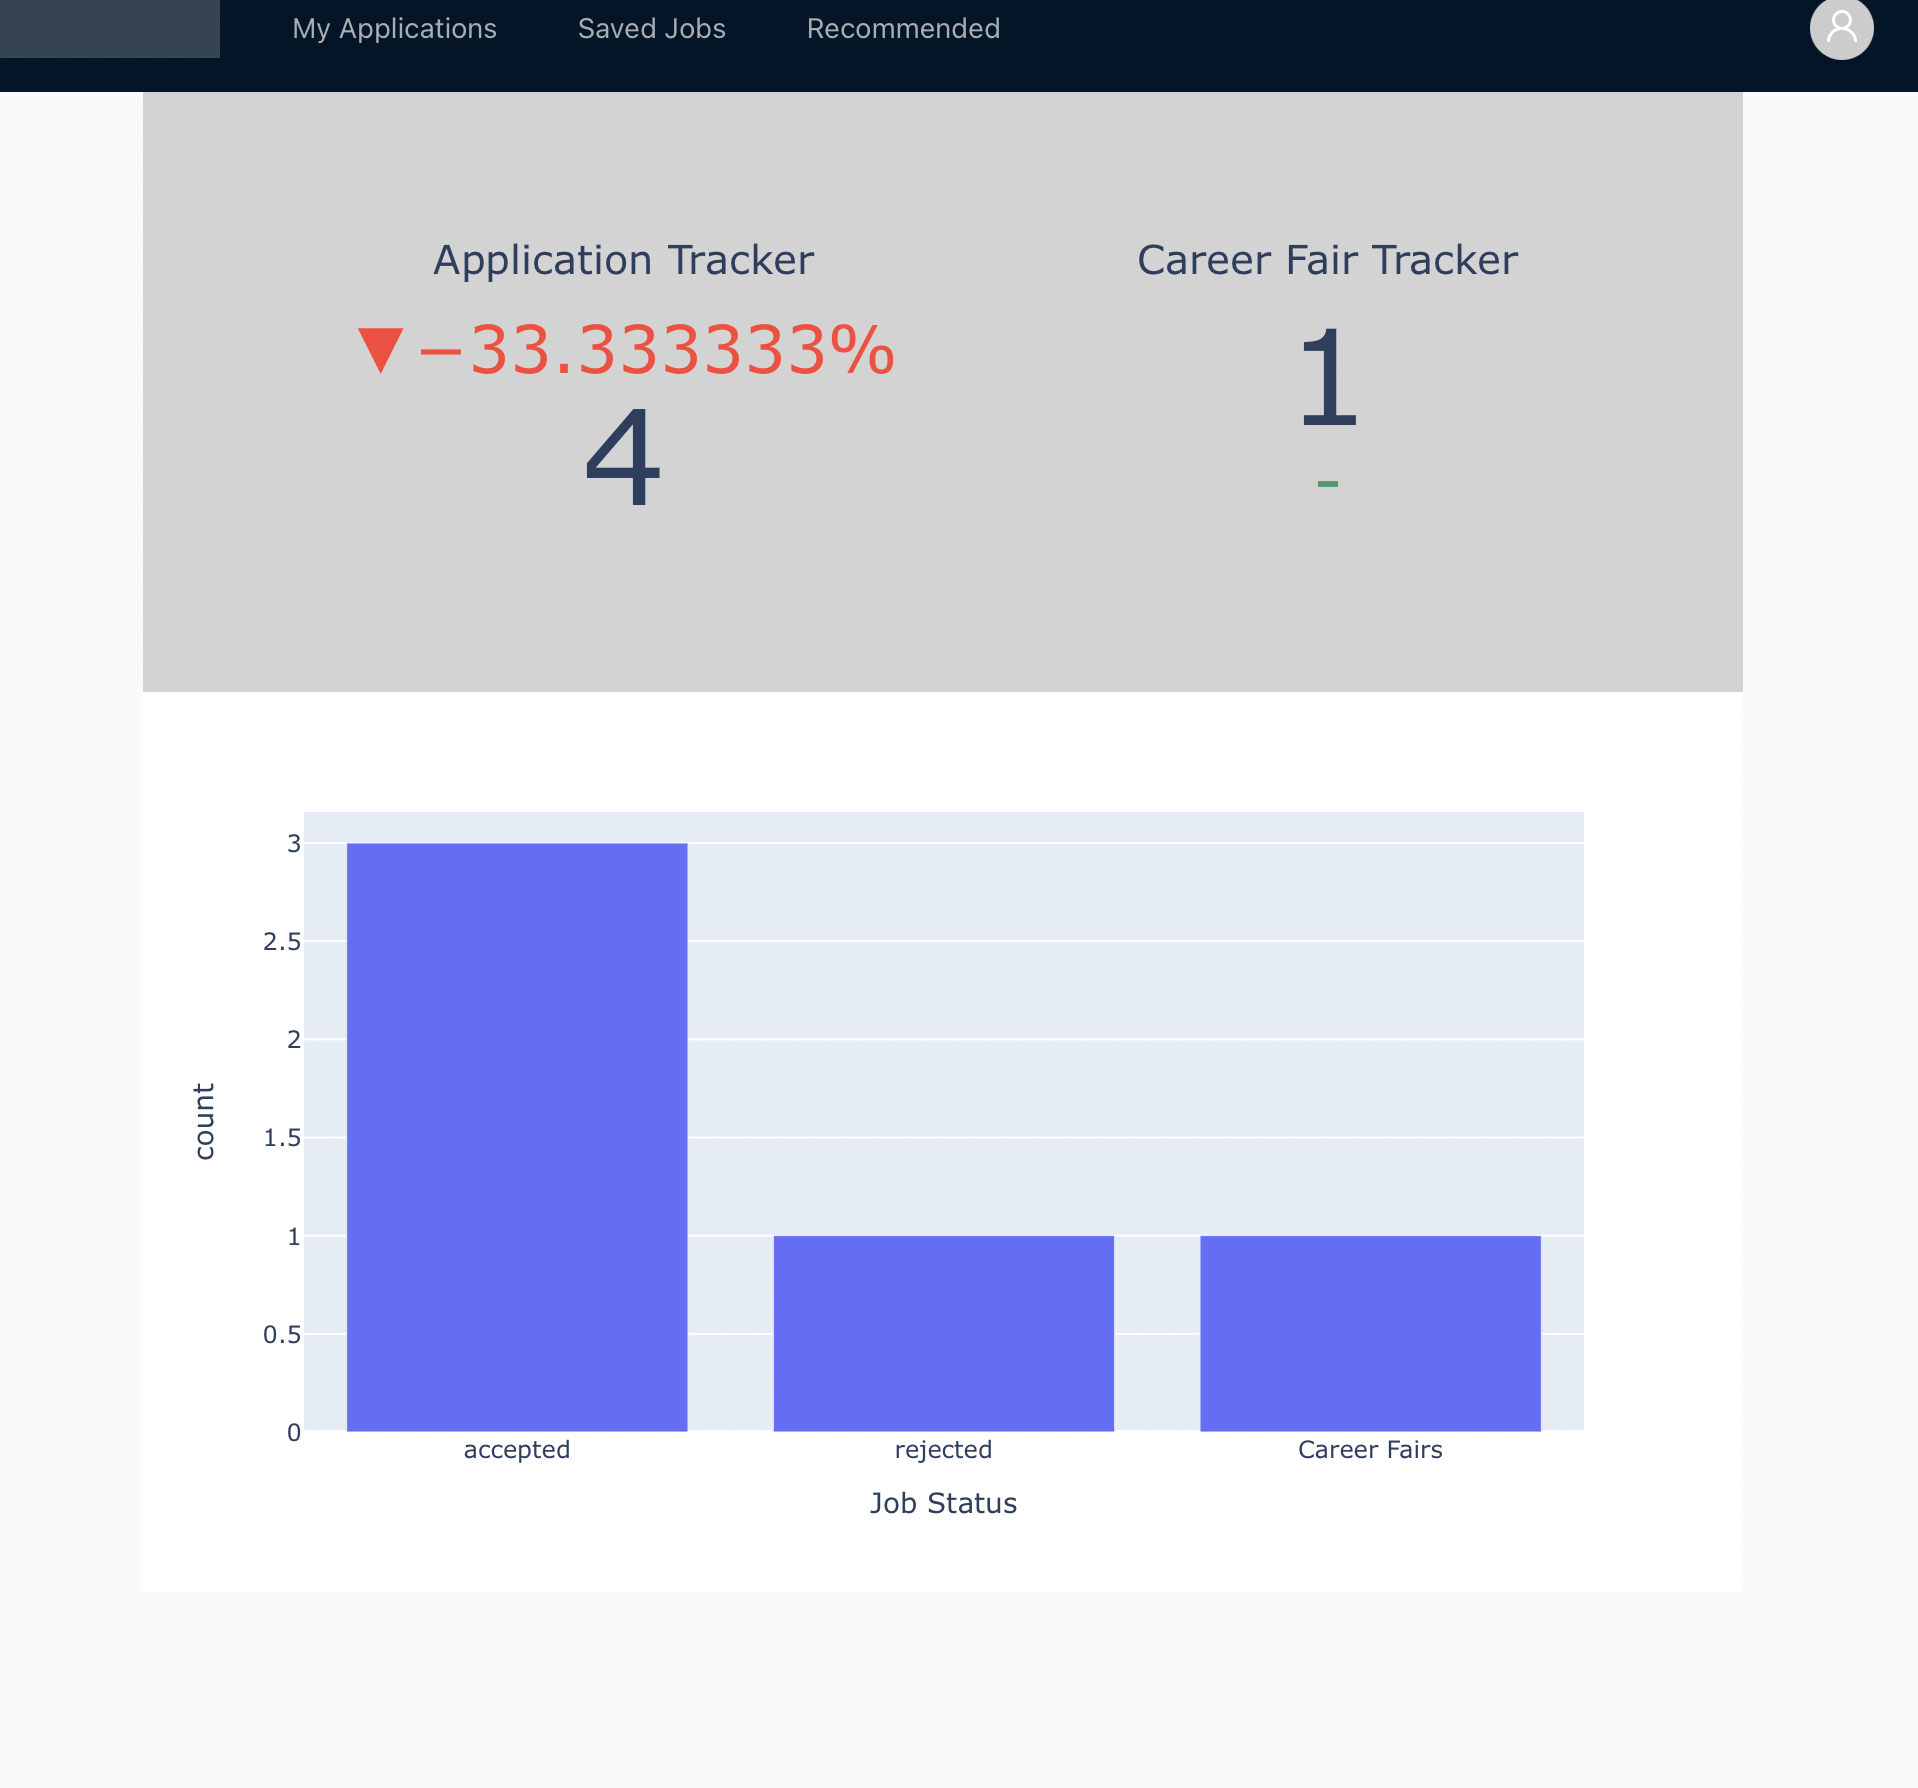 My Applications Saved Jobs Recommended
Application Tracker Career Fair Tracker
▼−33.333333%
4
1
-
3
2.5
2
1.5
1
0.5
0
count
accepted rejected Career Fairs
Job Status